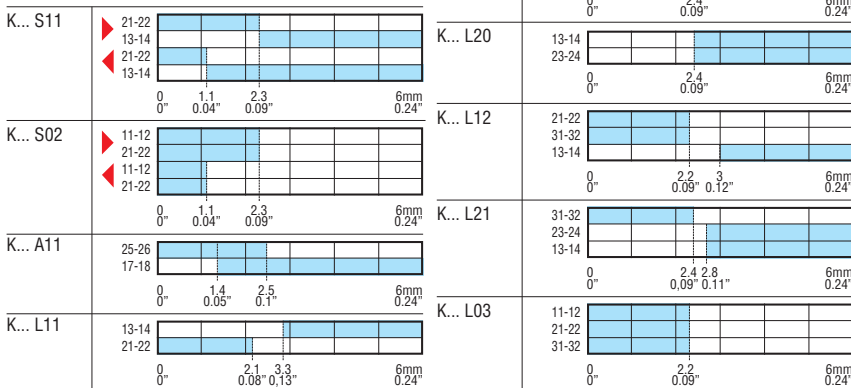 K... S11
21-22
13-14
21-22
13-14
0 1.1 2.3 6mm
0” 0.04” 0.09” 0.24”
K... S02
11-12
21-22
11-12
21-22
0 1.1 2.3 6mm
0” 0.04” 0.09” 0.24”
K... A11
25-26
17-18
0 1.4 2.5 6mm
0” 0.05” 0.1” 0.24”
K... L11
13-14
21-22
0 2.1 3.3 6mm
0” 0.08” 0,13” 0.24”
0 2.4 6mm
0” 0.09” 0.24”
K... L20
13-14
23-24
0 2.4 6mm
0” 0.09” 0.24”
K... L12
21-22
31-32
13-14
0 2.2 3 6mm
0” 0.09” 0.12” 0.24”
K... L21
31-32
23-24
13-14
0 2.4 2.8 6mm
0” 0,09” 0.11” 0.24”
K... L03
11-12
21-22
31-32
0 2.2 6mm
0” 0.09” 0.24”